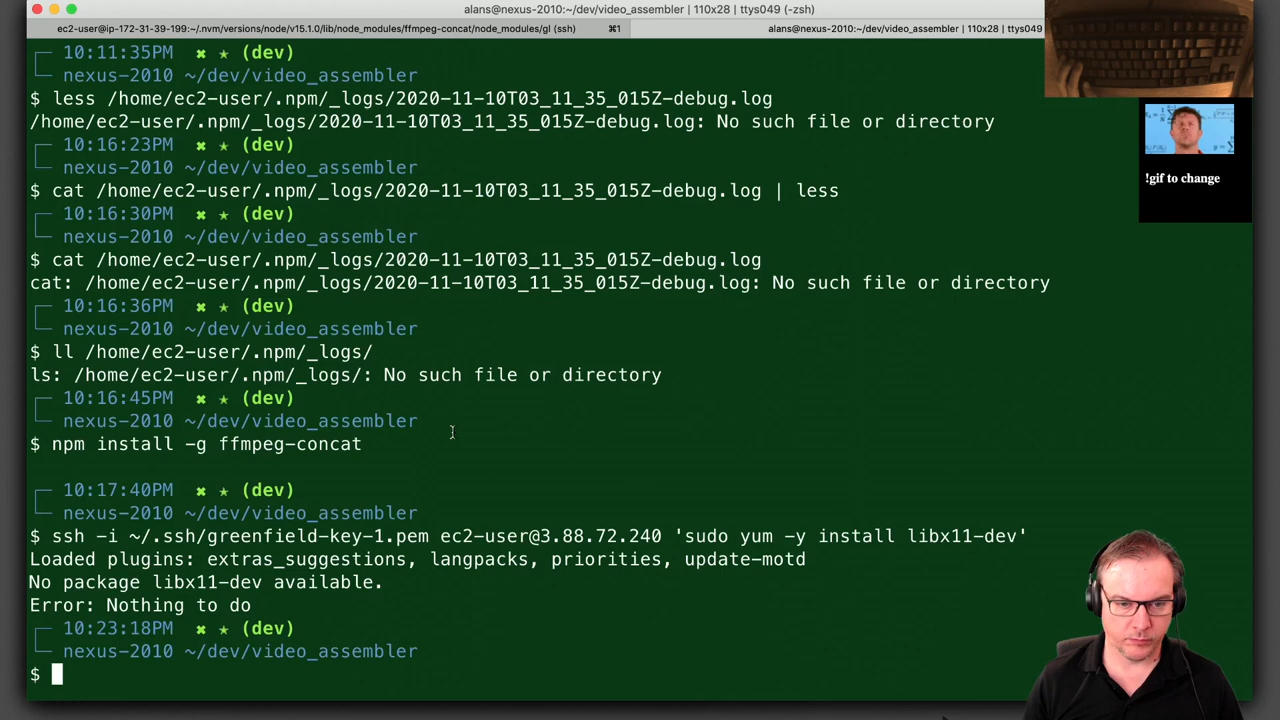 alans@nexus-2010:~/dev/video_assembler | 110x28 | ttys049 (-zsh)
ec2-user@ip-172-31-39-199:~/.nvm/versions/node/v15.1.0/lib/node_modules/ffmpeg-concat/node_modules/gl (ssh) ⌘1 alans@nexus-2010:~/dev/video_assembler | 110x28 | ttys049
10:11:35PM ✖ ★ (dev)
nexus-2010 ~/dev/video_assembler
$ less /home/ec2-user/.npm/_logs/2020-11-10T03_11_35_015Z-debug.log
/home/ec2-user/.npm/_logs/2020-11-10T03_11_35_015Z-debug.log: No such file or directory
10:16:23PM ✖ ★ (dev)
nexus-2010 ~/dev/video_assembler
$ cat /home/ec2-user/.npm/_logs/2020-11-10T03_11_35_015Z-debug.log | less
10:16:30PM ✖ ★ (dev)
nexus-2010 ~/dev/video_assembler
$ cat /home/ec2-user/.npm/_logs/2020-11-10T03_11_35_015Z-debug.log
cat: /home/ec2-user/.npm/_logs/2020-11-10T03_11_35_015Z-debug.log: No such file or directory
10:16:36PM ✖ ★ (dev)
nexus-2010 ~/dev/video_assembler
$ ll /home/ec2-user/.npm/_logs/
ls: /home/ec2-user/.npm/_logs/: No such file or directory
10:16:45PM ✖ ★ (dev)
nexus-2010 ~/dev/video_assembler
$ npm install -g ffmpeg-concat
10:17:40PM ✖ ★ (dev)
nexus-2010 ~/dev/video_assembler
$ ssh -i ~/.ssh/greenfield-key-1.pem ec2-user@3.88.72.240 'sudo yum -y install libx11-dev'
Loaded plugins: extras_suggestions, langpacks, priorities, update-motd
No package libx11-dev available.
Error: Nothing to do
10:23:18PM ✖ ★ (dev)
nexus-2010 ~/dev/video_assembler
$
!gif to change